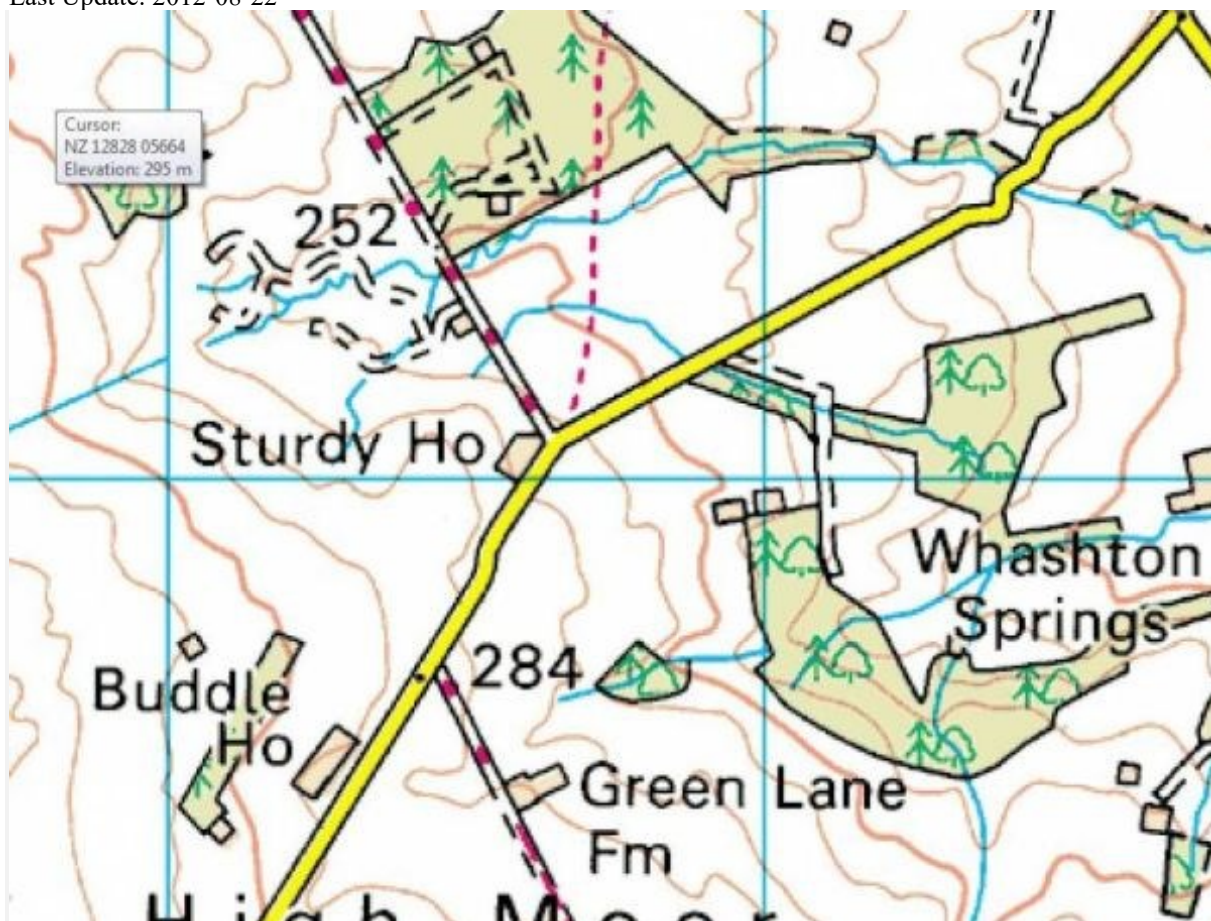 Last Update: 2012-08-22
Cursor:
NZ 12828 05664
Elevation: 295 m
252
Sturdy Ho
Whashton
Springs
284
Buddle
Ho
Green Lane
Fm
High Moor